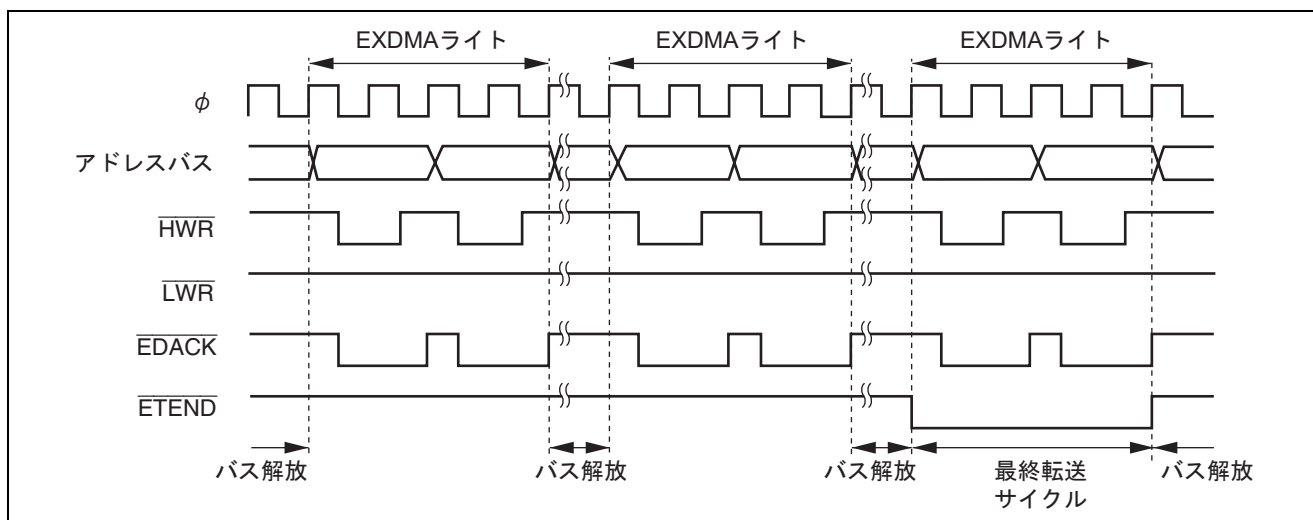 EXDMAライト EXDMAライト EXDMAライト
φ
アドレスバス
HWR
LWR
EDACK
ETEND
バス解放 バス解放 バス解放 最終転送 バス解放
サイクル